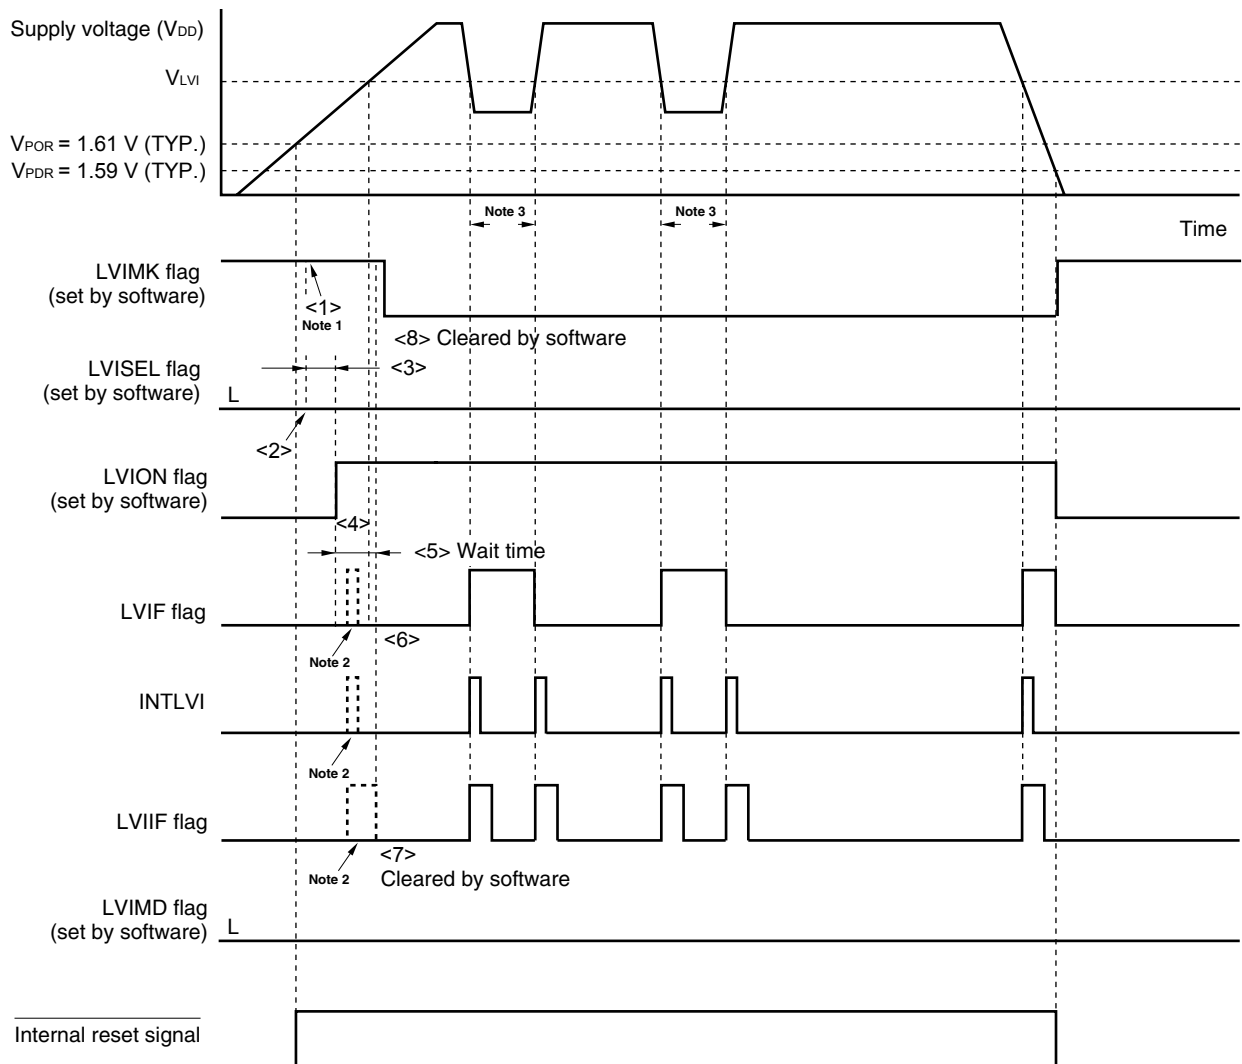 Supply voltage (VDD)
VLVI
VPOR = 1.61 V (TYP.)
VPDR = 1.59 V (TYP.)
Note 3
Note 3
Time
LVIMK flag
(set by software)
<1>
Note 1
<8> Cleared by software
LVISEL flag
(set by software)
L
<3>
<2>
LVION flag
(set by software)
<4>
<5> Wait time
LVIF flag
<6>
Note 2
INTLVI
Note 2
LVIIF flag
<7>
Note 2
Cleared by software
LVIMD flag
(set by software)
L
Internal reset signal